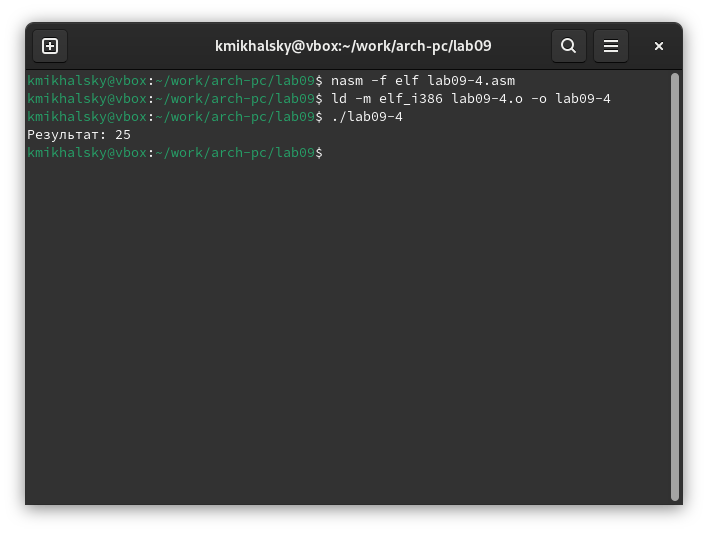 kmikhalsky@vbox:~/work/arch-pc/lab09
kmikhalsky@vbox:~/work/arch-pc/lab09$ nasm -f elf lab09-4.asm
kmikhalsky@vbox:~/work/arch-pc/lab09$ ld -m elf_i386 lab09-4.o -o lab09-4
kmikhalsky@vbox:~/work/arch-pc/lab09$ ./lab09-4
Результат: 25
kmikhalsky@vbox:~/work/arch-pc/lab09$